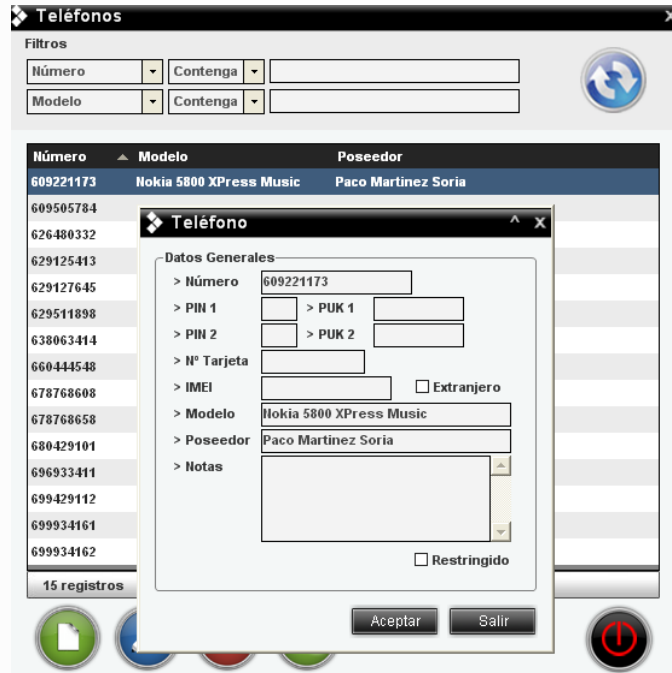 Teléfonos x
Filtros
Número Contenga
Modelo Contenga
Número Modelo Poseedor
609221173 Nokia 5800 XPress Music Paco Martinez Soria
609505784
626480332
629125413
629127645
629511898
638063414
660444548
678768608
678768658
680429101
696933411
699429112
699934161
699934162
15 registros
Teléfono ^ x
Datos Generales
> Número 609221173
> PIN 1 > PUK 1
> PIN 2 > PUK 2
> Nº Tarjeta
> IMEI Extranjero
> Modelo Nokia 5800 XPress Music
> Poseedor Paco Martinez Soria
> Notas
Restringido
Aceptar Salir